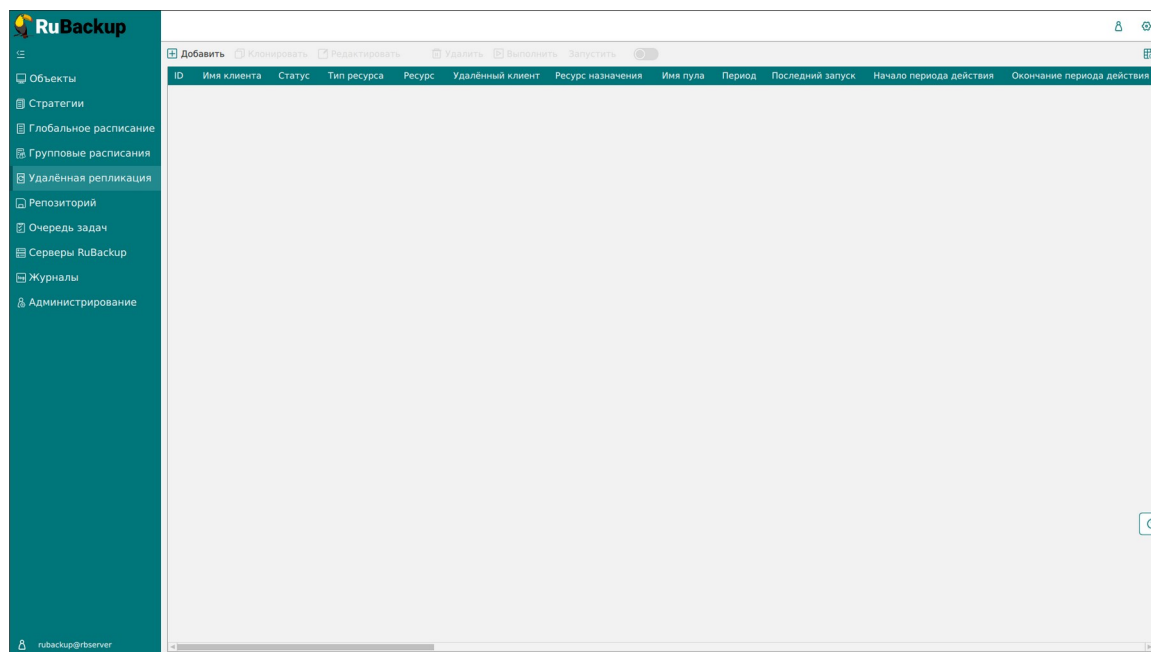 RuBackup
Добавить Клонировать Редактировать Удалить Выполнить Запустить
ID Имя клиента Статус Тип ресурса Ресурс Удалённый клиент Ресурс назначения Имя пула Период Последний запуск Начало периода действия Окончание периода действия
Объекты
Стратегии
Глобальное расписание
Групповые расписания
Удалённая репликация
Репозиторий
Очередь задач
Серверы RuBackup
Журналы
Администрирование
rubackup@rbserver